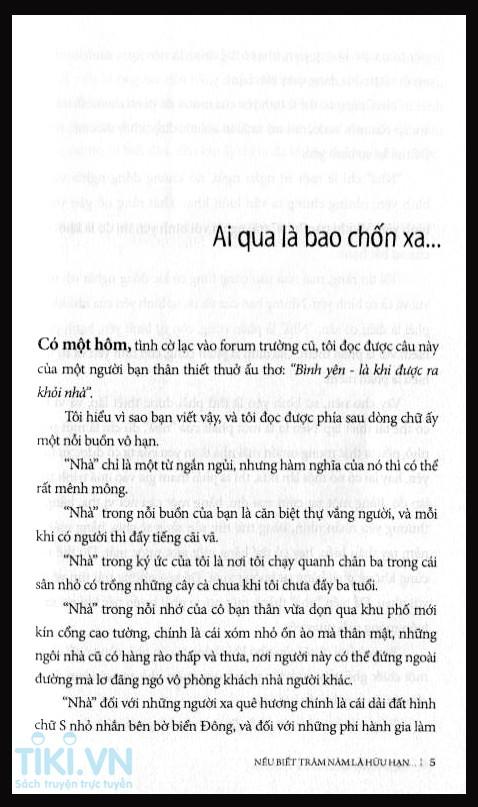 Ai qua là bao chốn xa...
Có một hôm, tình cờ lạc vào forum trường cũ, tôi đọc được câu này
của một người bạn thân thiết thuở ấu thơ: "Bình yên - là khi được ra
khỏi nhà".
Tôi hiểu vì sao bạn viết vậy, và tôi đọc được phía sau dòng chữ ấy
một nỗi buồn vô hạn.
"Nhà" chỉ là một từ ngắn ngủi, nhưng hàm nghĩa của nó thì có thể
rất mênh mông.
"Nhà" trong nỗi buồn của bạn là căn biệt thự vắng người, và mỗi
khi có người thì đầy tiếng cãi vã.
"Nhà" trong ký ức của tôi là nơi tôi chạy quanh chân ba trong cái
sân nhỏ có trồng những cây cà chua khi tôi chưa đầy ba tuổi.
"Nhà" trong nỗi nhớ của cô bạn thân vừa dọn qua khu phố mới
kín cổng cao tường, chính là cái xóm nhỏ ồn ào mà thân mật, những
ngôi nhà cũ có hàng rào thấp và thưa, nơi người này có thể đứng ngoài
đường mà lơ đãng ngó vô phòng khách nhà người khác.
"Nhà" đối với những người xa quê hương chính là cái dải đất hình
chữ S nhỏ nhắn bên bờ biển Đông, và đối với những phi hành gia làm
NẾU BIẾT TRĂM NĂM LÀ HỮU HẠN... | 5
TiKi.VN
Sách truyện trực tuyến